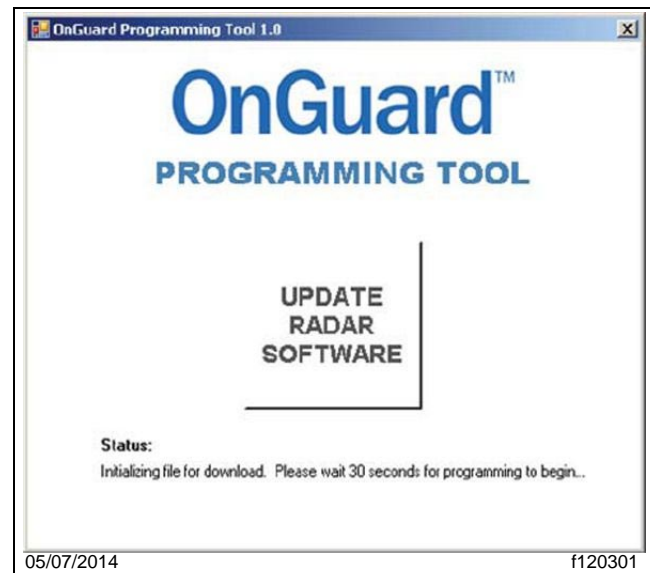 OnGuard Programming Tool 1.0
OnGuard™
PROGRAMMING TOOL
UPDATE
RADAR
SOFTWARE
Status:
Initializing file for download. Please wait 30 seconds for programming to begin...
05/07/2014 f120301